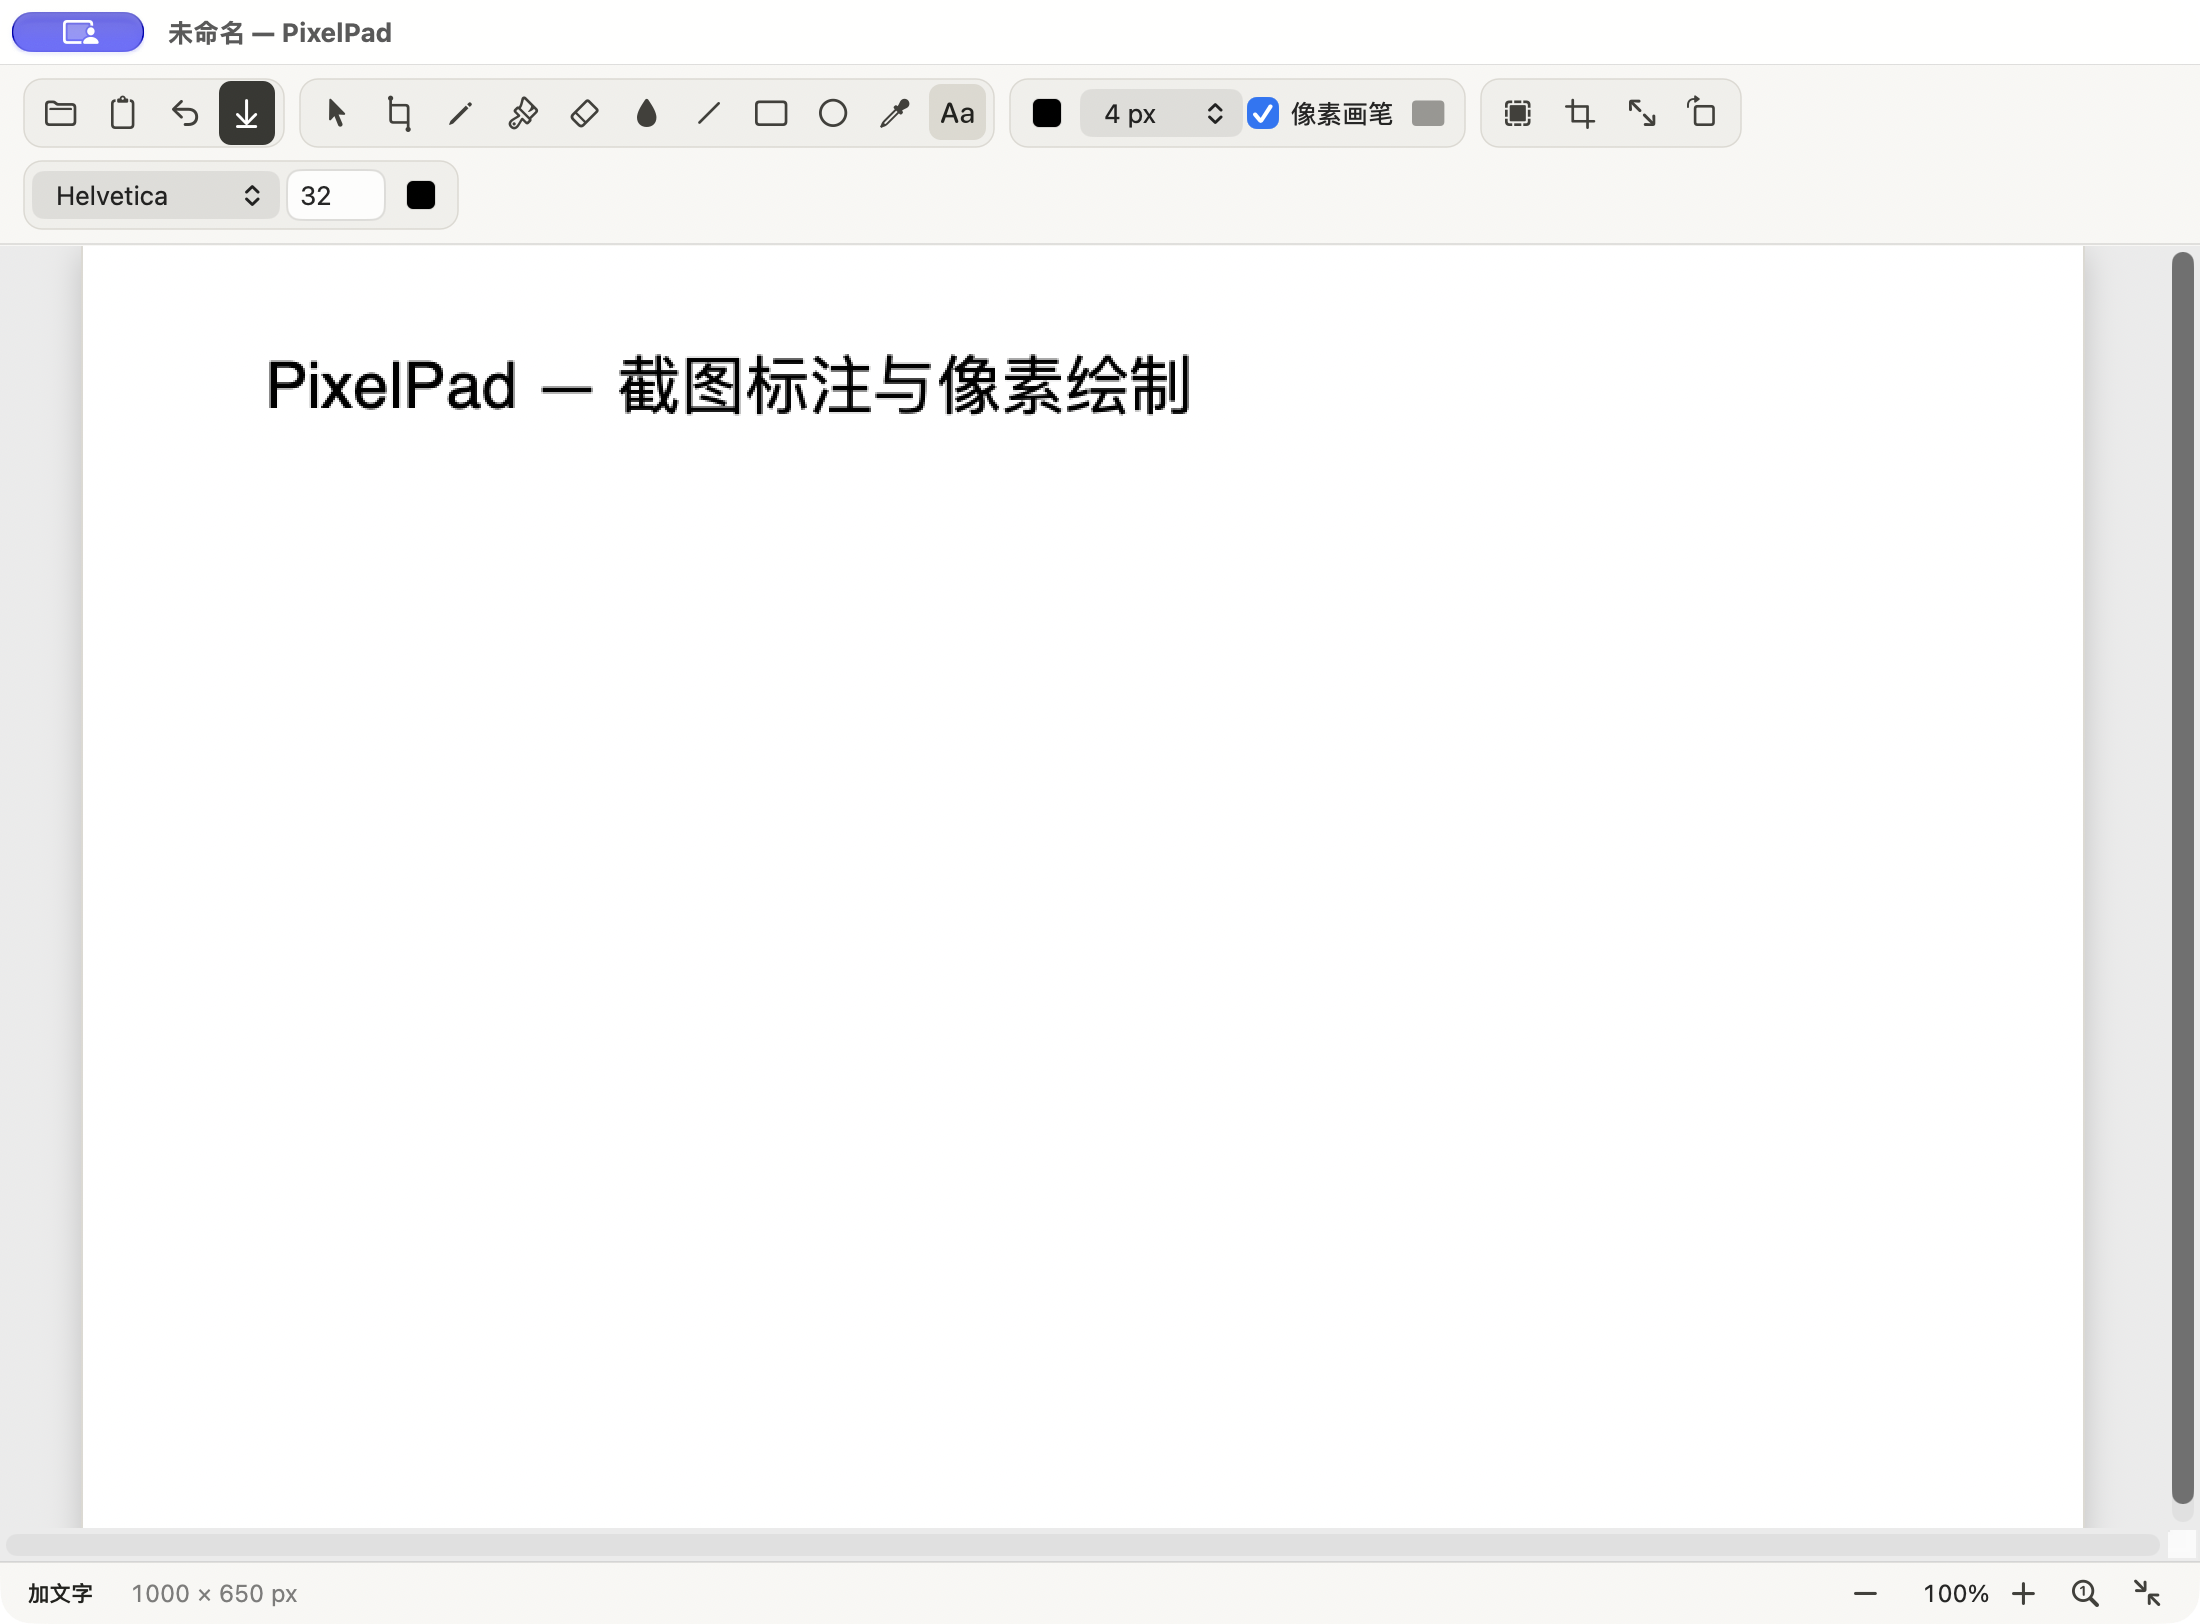 未命名 — PixelPad
Aa
4 px
像素画笔
Helvetica
32
PixelPad — 截图标注与像素绘制
加文字
1000 × 650 px
100%